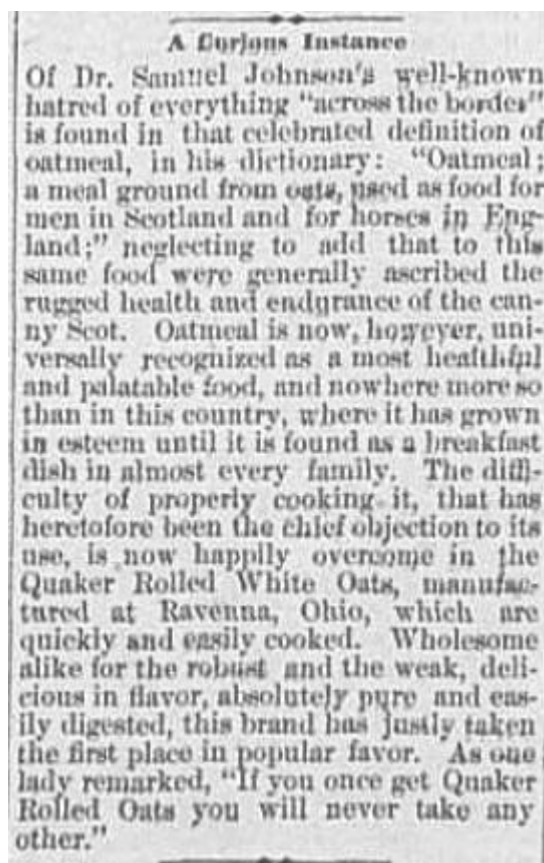 A Curious Instance
Of Dr. Samuel Johnson's well-known
hatred of everything "across the border"
is found in that celebrated definition of
oatmeal, in his dictionary: "Oatmeal;
a meal ground from oats, used as food for
men in Scotland and for horses in Eng-
land;" neglecting to add that to this
same food were generally ascribed the
rugged health and endurance of the can-
ny Scot. Oatmeal is now, however, uni-
versally recognized as a most healthful
and palatable food, and nowhere more so
than in this country, where it has grown
in esteem until it is found as a breakfast
dish in almost every family. The diffi-
culty of properly cooking it, that has
heretofore been the chief objection to its
use, is now happily overcome in the
Quaker Rolled White Oats, manufac-
tured at Ravenna, Ohio, which are
quickly and easily cooked. Wholesome
alike for the robust and the weak, deli-
cious in flavor, absolutely pure and eas-
ily digested, this brand has justly taken
the first place in popular favor. As one
lady remarked, "If you once get Quaker
Rolled Oats you will never take any
other."